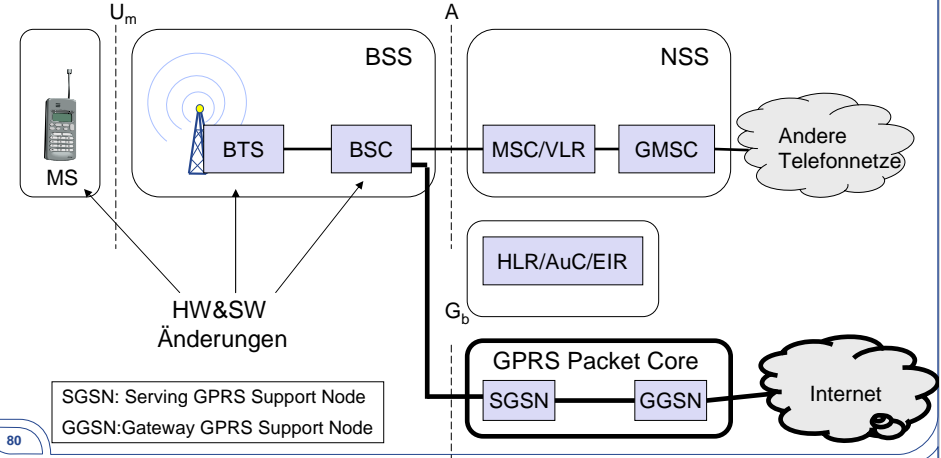 Um
A
BSS
NSS
MS
BTS
BSC
MSC/VLR
GMSC
Andere
Telefonnetze
HLR/AuC/EIR
HW&SW
Änderungen
Gb
GPRS Packet Core
SGSN
GGSN
Internet
SGSN: Serving GPRS Support Node
GGSN:Gateway GPRS Support Node
80